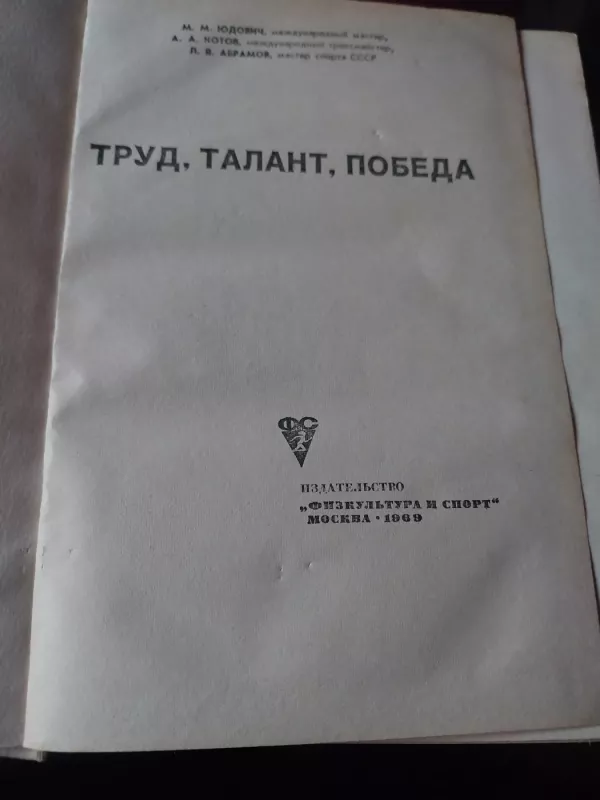 М. М. ЮДОВИЧ, международный мастер,
А. А. КОТОВ, международный гроссмейстер,
Л. В. АБРАМОВ, мастер спорта СССР
ТРУД, ТАЛАНТ, ПОБЕДА
ФС
ИЗДАТЕЛЬСТВО
„ФИЗКУЛЬТУРА И СПОРТ“
МОСКВА · 1969